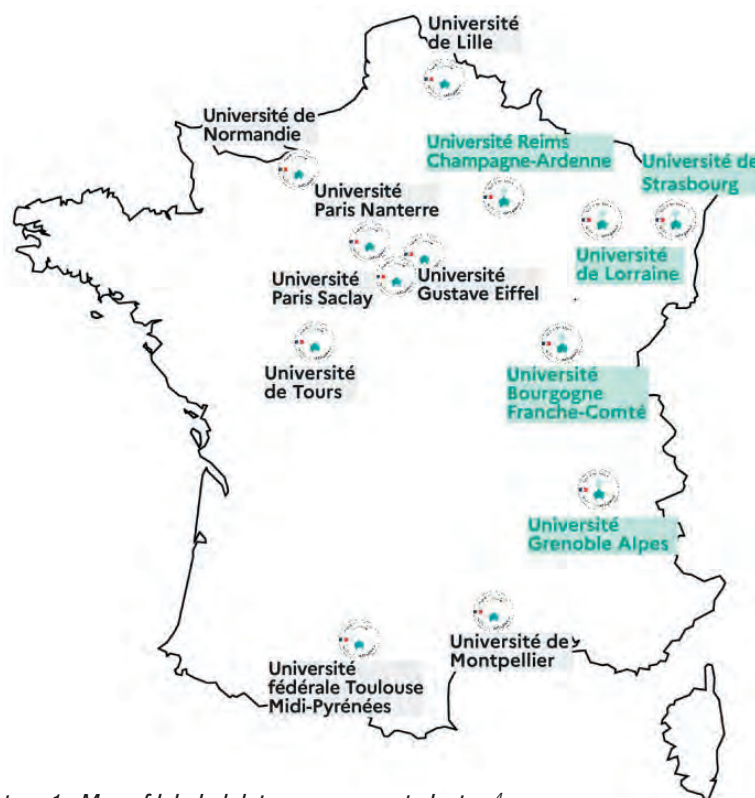 Université
de Lille
Université de
Normandie
Université Reims
Champagne-Ardenne
Université de
Strasbourg
Université
Paris Nanterre
Université
de Lorraine
Université
Paris Saclay
Université
Gustave Eiffel
Université
de Tours
Université
Bourgogne
Franche-Comté
Université
Grenoble Alpes
Université de
Montpellier
Université
fédérale Toulouse
Midi-Pyrénées